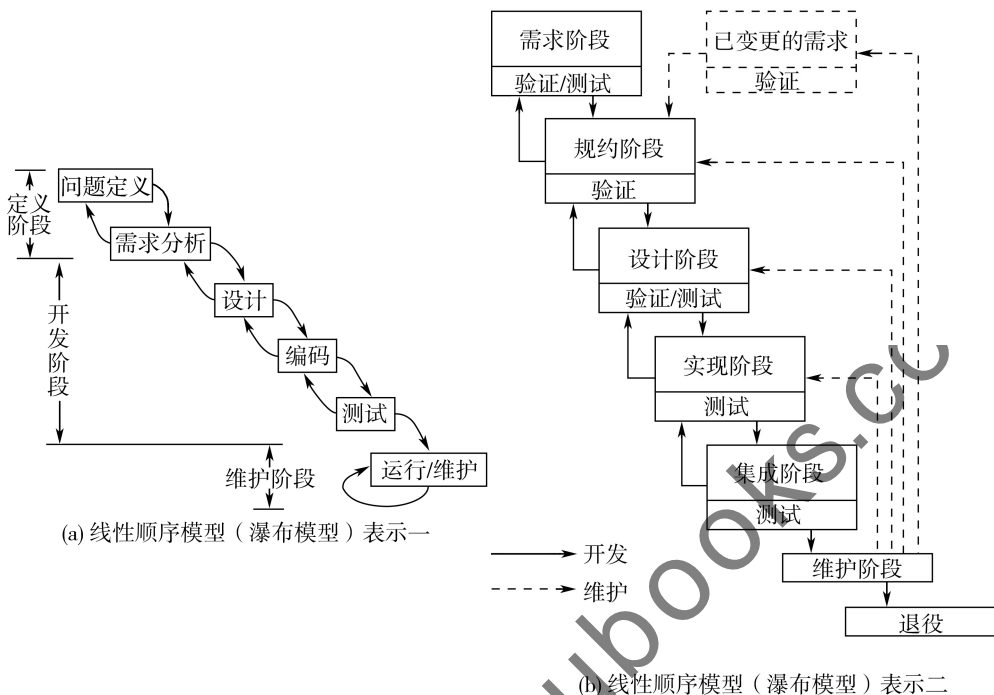 定义
阶段
问题定义
需求分析
设计
编码
测试
运行/维护
开
发
阶
段
维护阶段
(a) 线性顺序模型（瀑布模型）表示一
需求阶段
验证/测试
已变更的需求
验证
规约阶段
验证
设计阶段
验证/测试
实现阶段
测试
集成阶段
测试
维护阶段
退役
开发
维护
(b) 线性顺序模型（瀑布模型）表示二
ubooks.cc